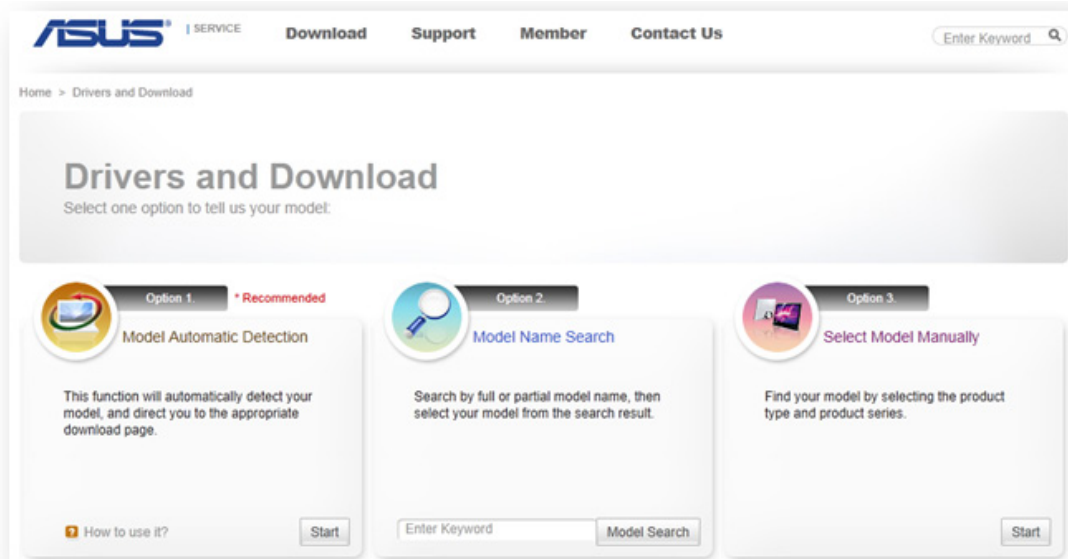 ASUS® | SERVICE Download Support Member Contact Us Enter Keyword
Home > Drivers and Download
Drivers and Download
Select one option to tell us your model:
Option 1. * Recommended
Model Automatic Detection
This function will automatically detect your
model, and direct you to the appropriate
download page.
? How to use it? Start
Option 2.
Model Name Search
Search by full or partial model name, then
select your model from the search result.
Enter Keyword Model Search
Option 3.
Select Model Manually
Find your model by selecting the product
type and product series.
Start